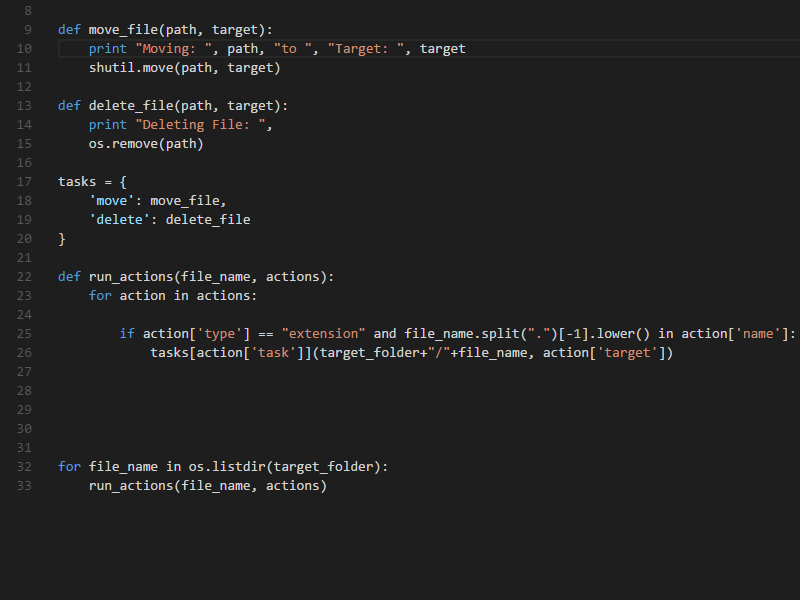 8
9 def move_file(path, target):
10     print "Moving: ", path, "to ", "Target: ", target
11     shutil.move(path, target)
12
13 def delete_file(path, target):
14     print "Deleting File: ",
15     os.remove(path)
16
17 tasks = {
18     'move': move_file,
19     'delete': delete_file
20 }
21
22 def run_actions(file_name, actions):
23     for action in actions:
24
25         if action['type'] == "extension" and file_name.split(".")[-1].lower() in action['name']:
26             tasks[action['task']](target_folder+"/"+file_name, action['target'])
27
28
29
30
31
32 for file_name in os.listdir(target_folder):
33     run_actions(file_name, actions)